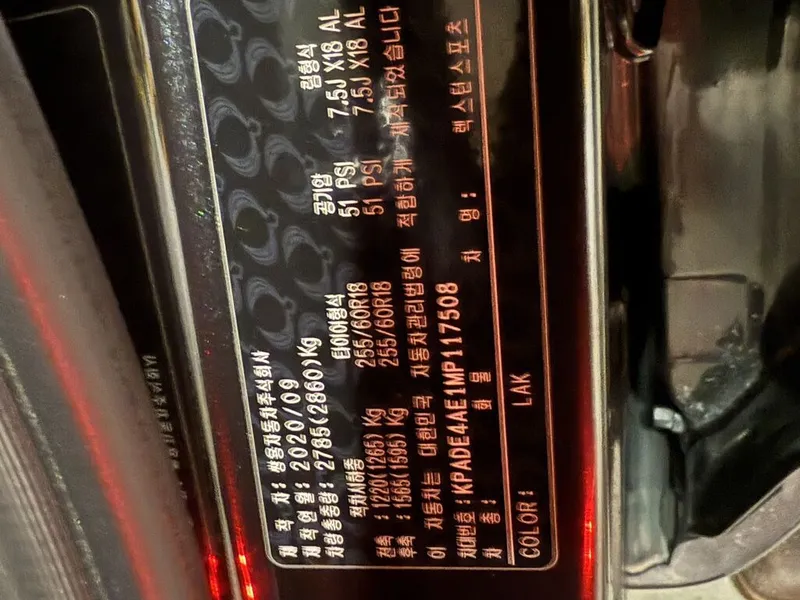 제 작 자 : 쌍용자동차주식회사
제 작 연 월 : 2020/09
차량총중량 : 2785(2860)Kg
적차시하중 타이어형식 공기압 림형식
전축 : 1220(1265) Kg 255/60R18 51 PSI 7.5J X18 AL
후축 : 1565(1595) Kg 255/60R18 51 PSI 7.5J X18 AL
이 자동차는 대한민국 자동차관리법령에 적합하게 제작되었습니다
차대번호 : KPADE4AE1MP117508
차 종 : 화 물 차 명 : 렉스턴스포츠
COLOR : LAK